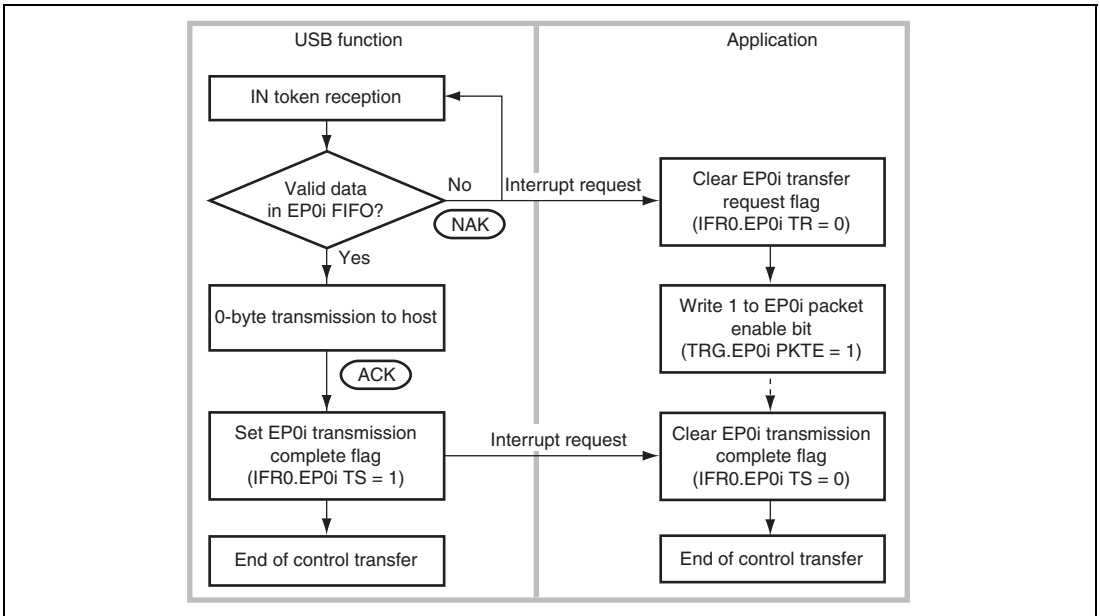 USB function
Application
IN token reception
Valid data
in EP0i FIFO?
No
NAK
Interrupt request
Clear EP0i transfer
request flag
(IFR0.EP0i TR = 0)
Yes
0-byte transmission to host
Write 1 to EP0i packet
enable bit
(TRG.EP0i PKTE = 1)
ACK
Set EP0i transmission
complete flag
(IFR0.EP0i TS = 1)
Interrupt request
Clear EP0i transmission
complete flag
(IFR0.EP0i TS = 0)
End of control transfer
End of control transfer